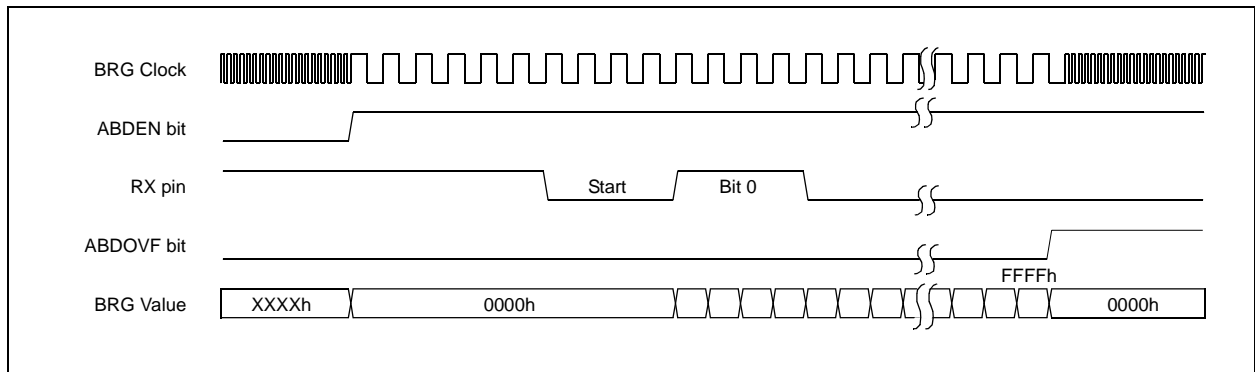 BRG Clock
ABDEN bit
RX pin
Start
Bit 0
ABDOVF bit
FFFFh
BRG Value
XXXXh
0000h
0000h